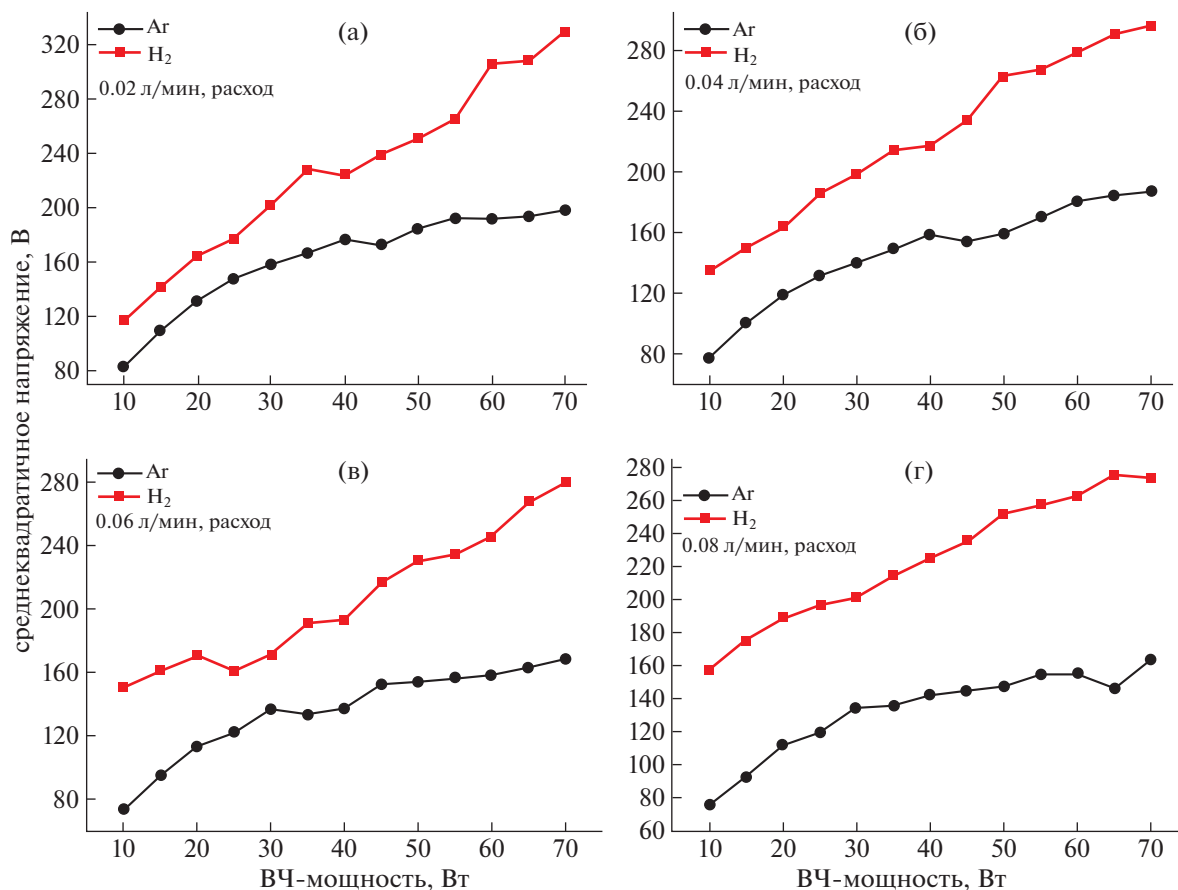 среднеквадратичное напряжение, В
(а)
Ar
H₂
0.02 л/мин, расход
320
280
240
200
160
120
80
10 20 30 40 50 60 70
(б)
Ar
H₂
0.04 л/мин, расход
280
240
200
160
120
80
10 20 30 40 50 60 70
(в)
Ar
H₂
0.06 л/мин, расход
280
240
200
160
120
80
10 20 30 40 50 60 70
ВЧ-мощность, Вт
(г)
Ar
H₂
0.08 л/мин, расход
280
260
240
220
200
180
160
140
120
100
80
60
10 20 30 40 50 60 70
ВЧ-мощность, Вт